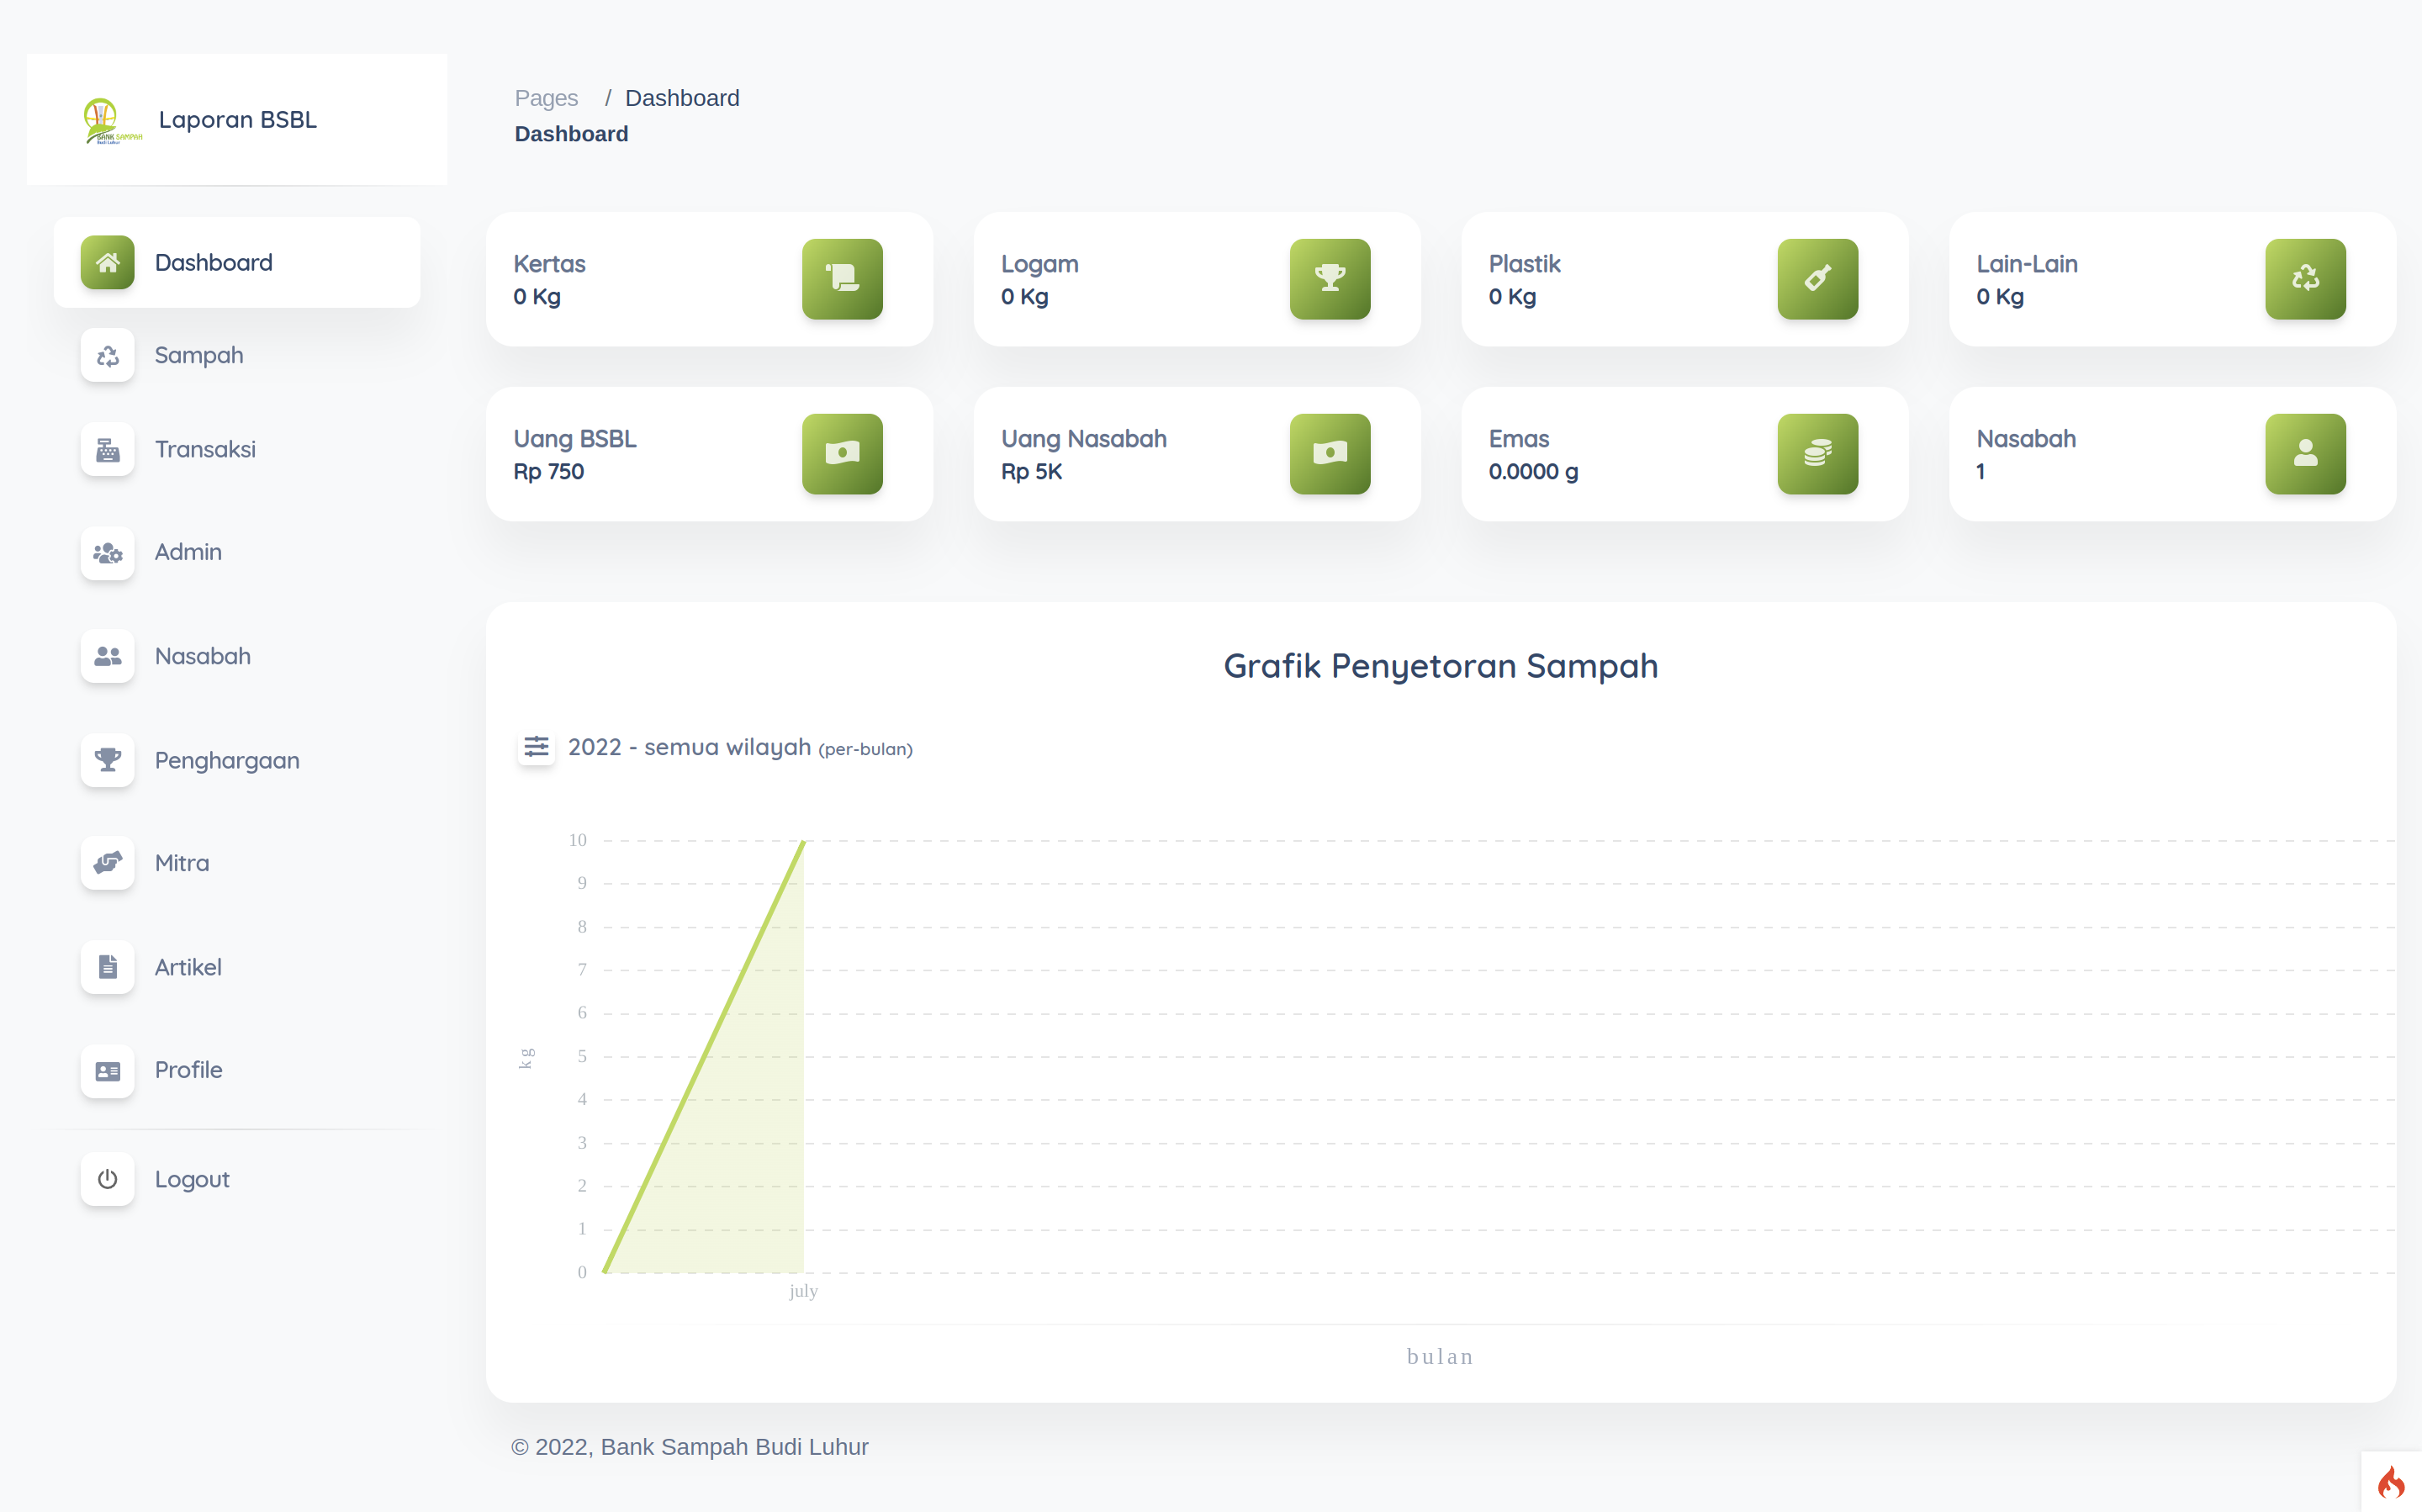 BANK SAMPAH
Budi Luhur
Laporan BSBL
Dashboard
Sampah
Transaksi
Admin
Nasabah
Penghargaan
Mitra
Artikel
Profile
Logout
Pages / Dashboard
Dashboard
Kertas
0 Kg
Logam
0 Kg
Plastik
0 Kg
Lain-Lain
0 Kg
Uang BSBL
Rp 750
Uang Nasabah
Rp 5K
Emas
0.0000 g
Nasabah
1
Grafik Penyetoran Sampah
2022 - semua wilayah (per-bulan)
10
9
8
7
6
5
4
3
2
1
0
kg
july
bulan
© 2022, Bank Sampah Budi Luhur